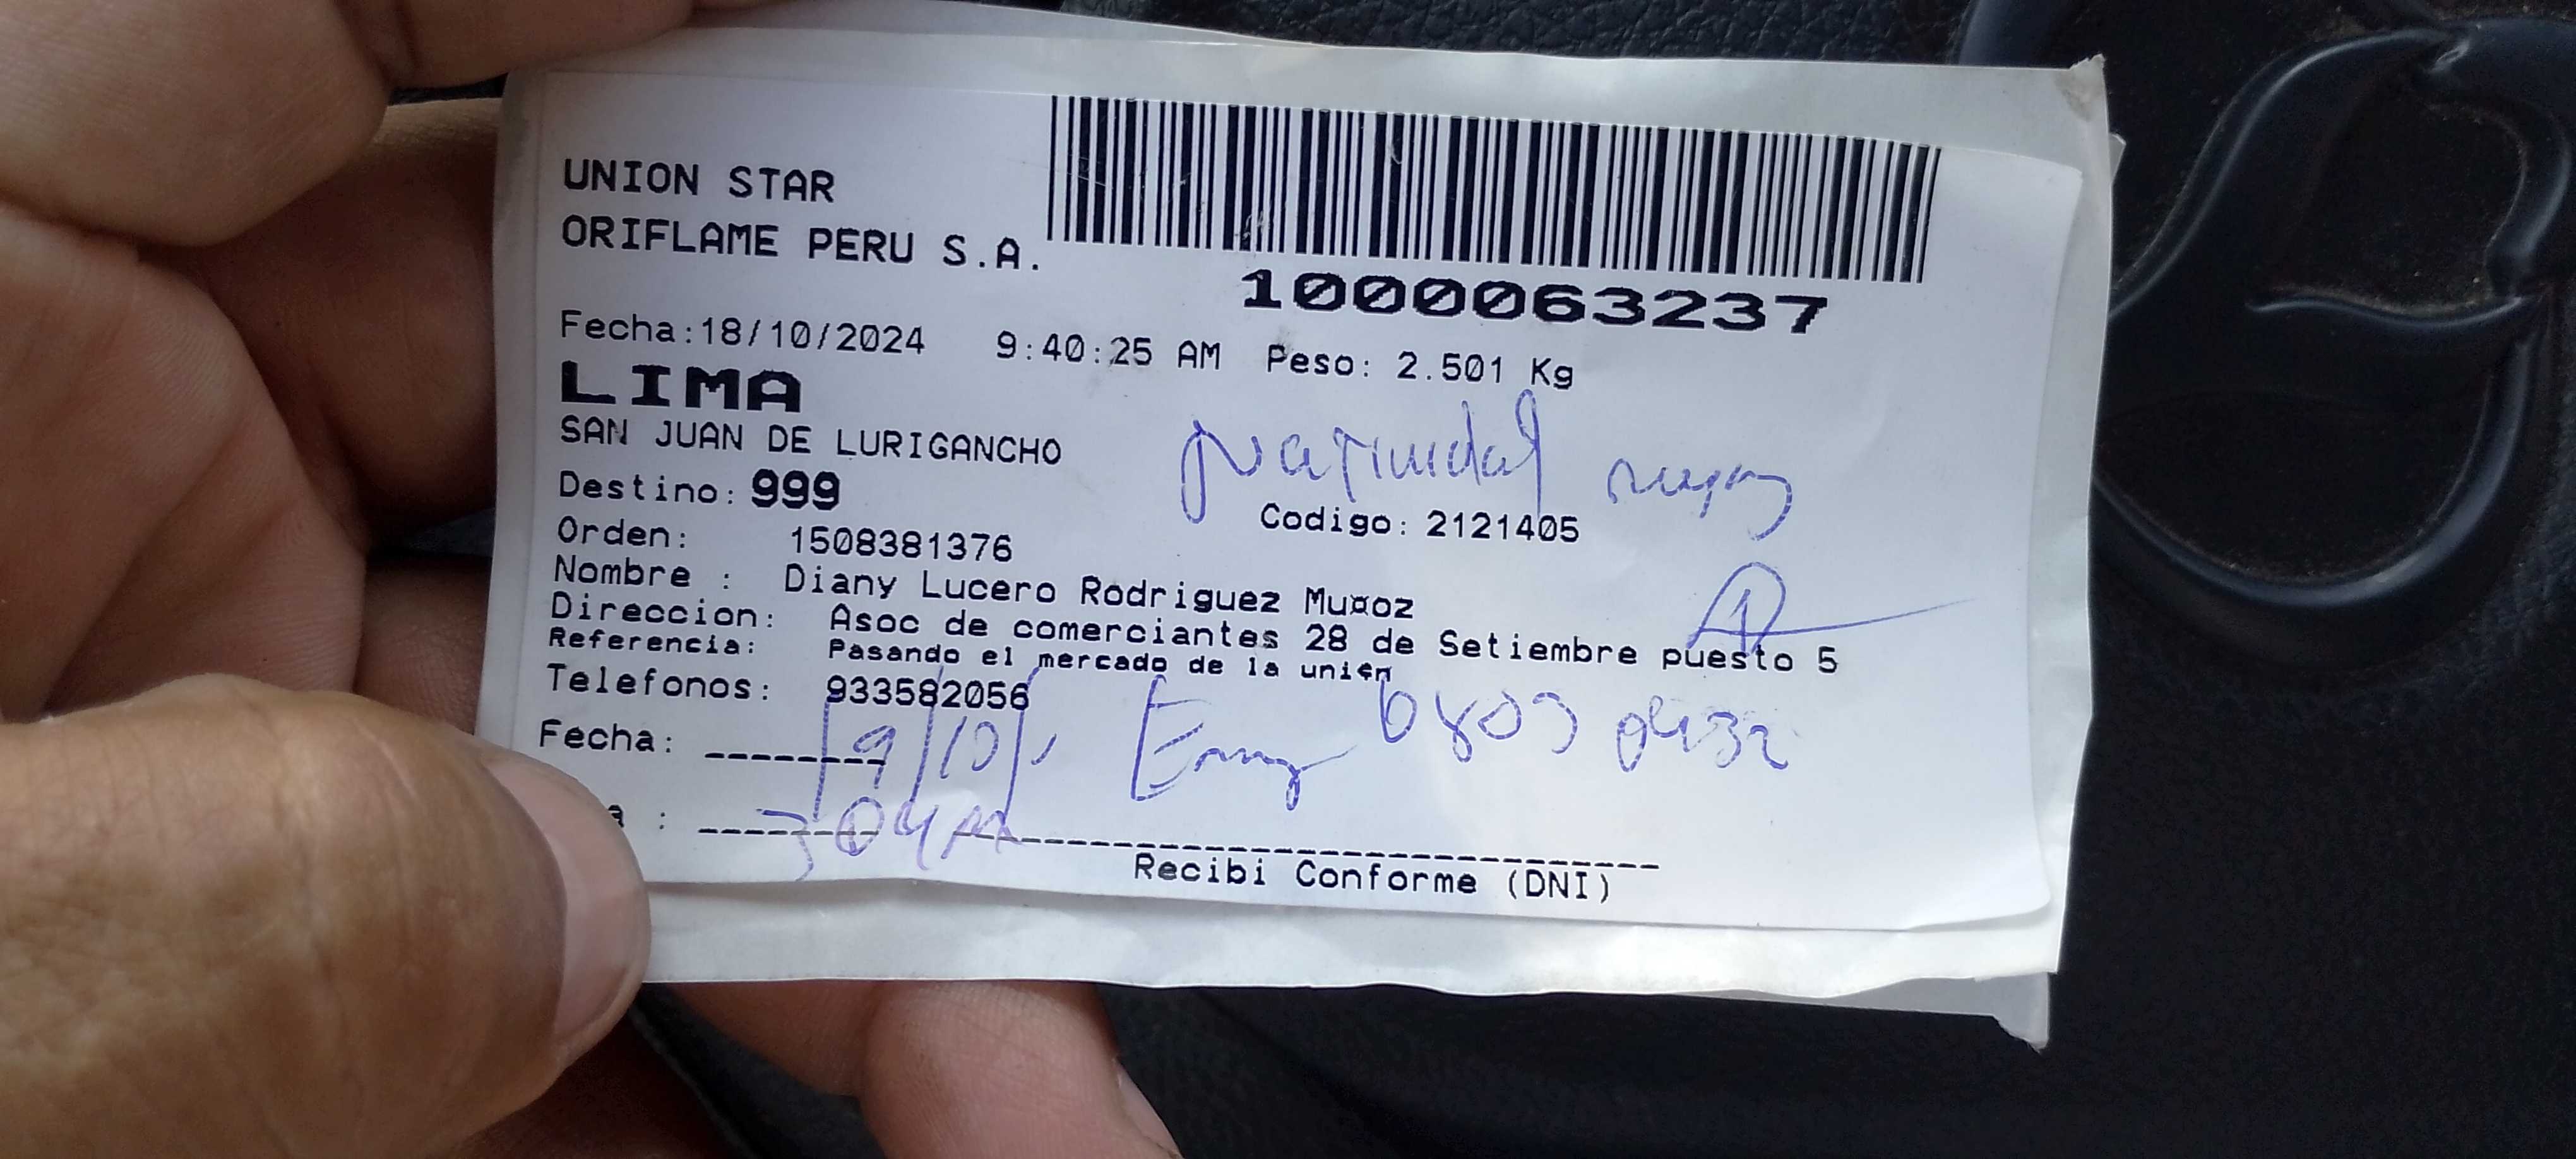 UNION STAR
ORIFLAME PERU S.A.
1000063237
Fecha:18/10/2024 9:40:25 AM Peso: 2.501 Kg
LIMA
SAN JUAN DE LURIGANCHO
Destino: 999
Codigo: 2121405
Orden: 1508381376
Nombre : Diany Lucero Rodriguez Mu¤oz
Direccion: Asoc de comerciantes 28 de Setiembre puesto 5
Referencia: Pasando el mercado de la unión
Telefonos: 933582056
Fecha: 19/10/
a : 304
Recibi Conforme (DNI)